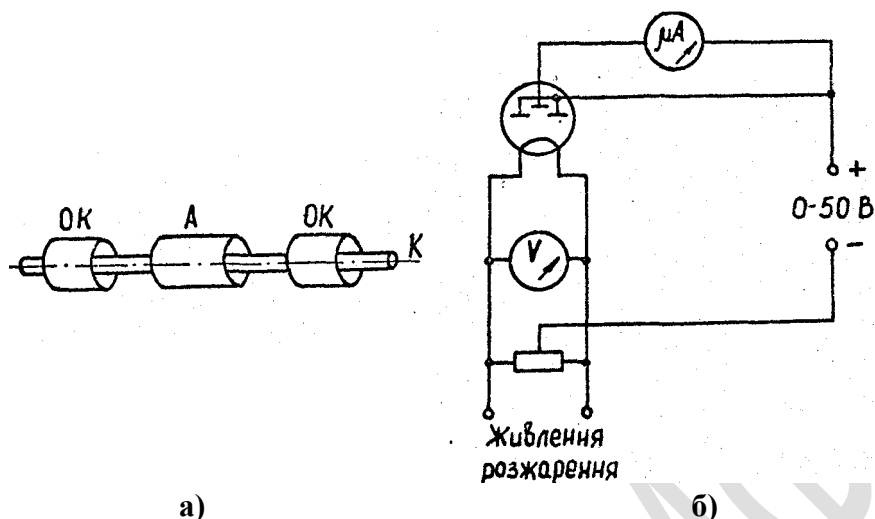 μA
ОК А ОК
К
+
0-50 В
−
V
Живлення
розжарення
а) б)